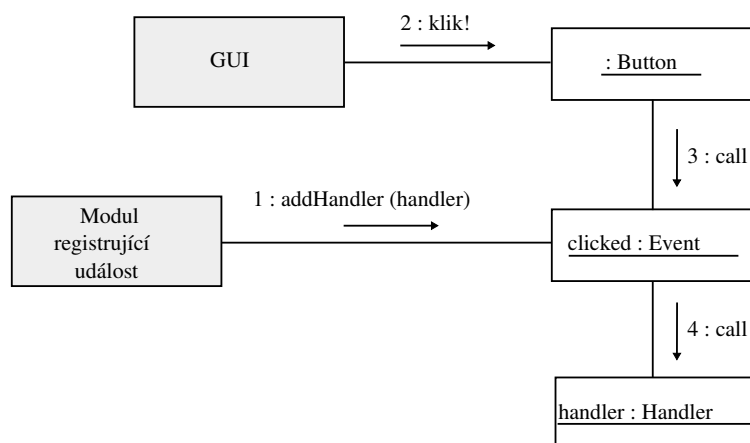 2 : klik!
GUI
: Button
3 : call
1 : addHandler (handler)
Modul
registrující
událost
clicked : Event
4 : call
handler : Handler